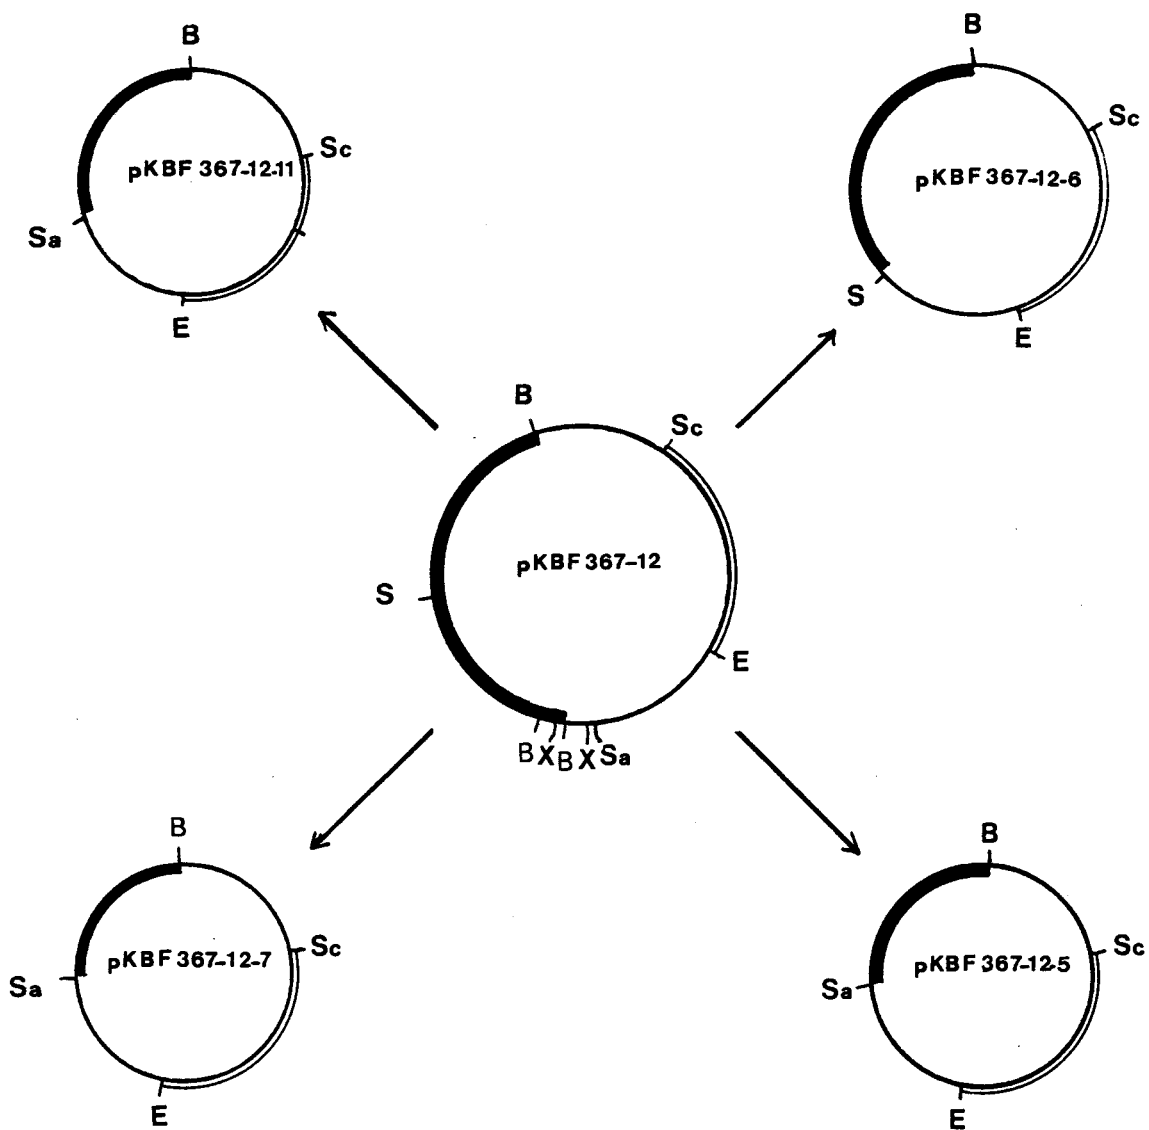 B
Sc
pKBF 367-12-11
Sa
E
B
Sc
pKBF 367-12-6
S
E
B
Sc
pKBF 367-12
S
E
B X B X Sa
B
Sc
pKBF 367-12-7
Sa
E
B
Sc
pKBF 367-12-5
Sa
E